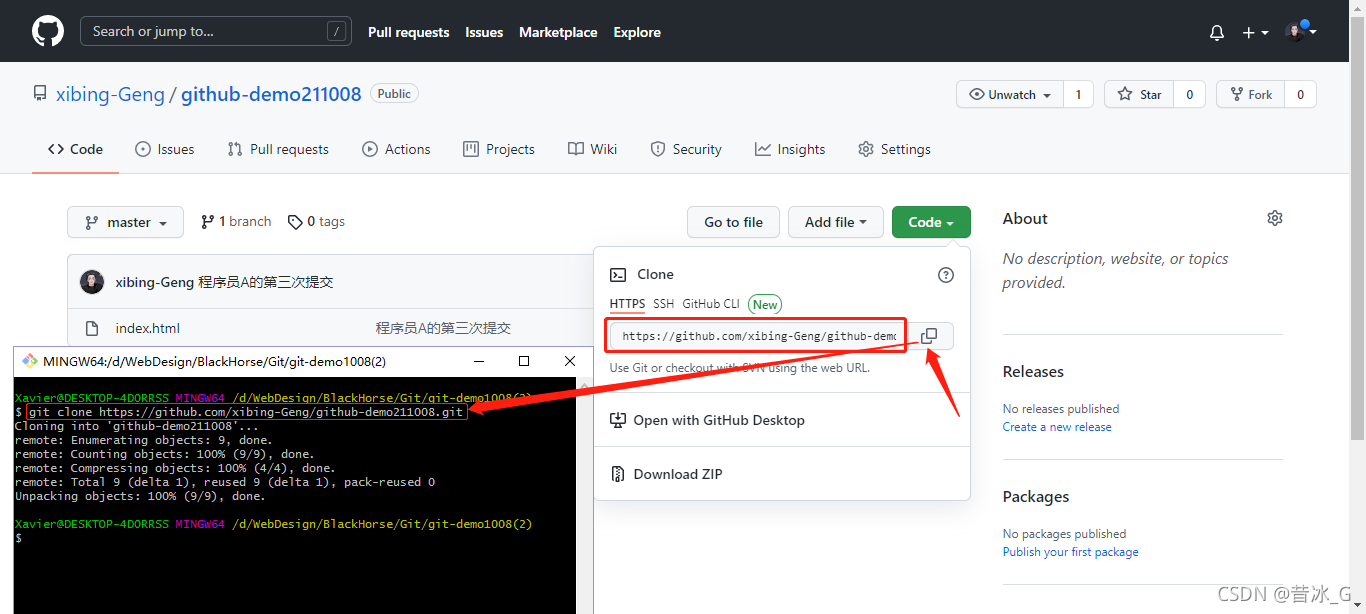 Search or jump to... /
Pull requests Issues Marketplace Explore
xibing-Geng / github-demo211008 Public
Unwatch 1 Star 0 Fork 0
Code Issues Pull requests Actions Projects Wiki Security Insights Settings
master 1 branch 0 tags
Go to file Add file Code
xibing-Geng 程序员A的第三次提交
index.html 程序员A的第三次提交
Clone
HTTPS SSH GitHub CLI New
https://github.com/xibing-Geng/github-demo
Use Git or checkout with SVN using the web URL.
Open with GitHub Desktop
Download ZIP
About
No description, website, or topics
provided.
Releases
No releases published
Create a new release
Packages
No packages published
Publish your first package
MINGW64:/d/WebDesign/BlackHorse/Git/git-demo1008(2)
Xavier@DESKTOP-4DORRSS MINGW64 /d/WebDesign/BlackHorse/Git/git-demo1008(2)
$ git clone https://github.com/xibing-Geng/github-demo211008.git
Cloning into 'github-demo211008'...
remote: Enumerating objects: 9, done.
remote: Counting objects: 100% (9/9), done.
remote: Compressing objects: 100% (4/4), done.
remote: Total 9 (delta 1), reused 9 (delta 1), pack-reused 0
Unpacking objects: 100% (9/9), done.
Xavier@DESKTOP-4DORRSS MINGW64 /d/WebDesign/BlackHorse/Git/git-demo1008(2)
$
CSDN @昔冰_G